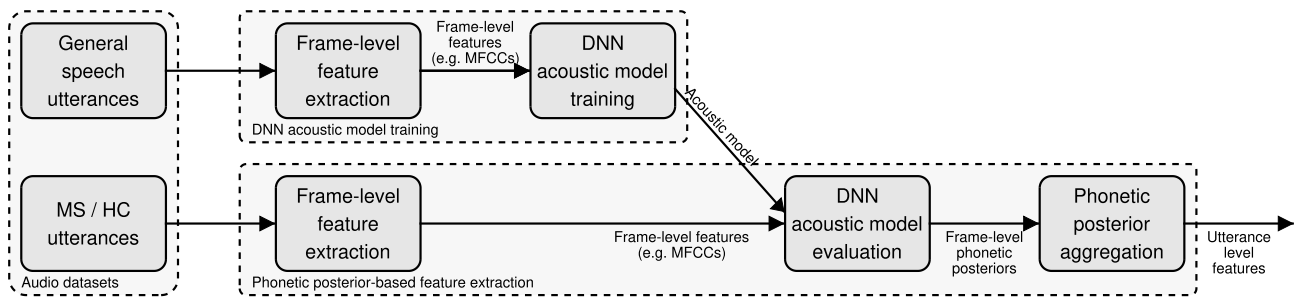 General
speech
utterances
Frame-level
feature
extraction
Frame-level
features
(e.g. MFCCs)
DNN
acoustic model
training
DNN acoustic model training
Acoustic model
MS / HC
utterances
Audio datasets
Frame-level
feature
extraction
Frame-level features
(e.g. MFCCs)
DNN
acoustic model
evaluation
Frame-level
phonetic
posteriors
Phonetic
posterior
aggregation
Utterance
level
features
Phonetic posterior-based feature extraction